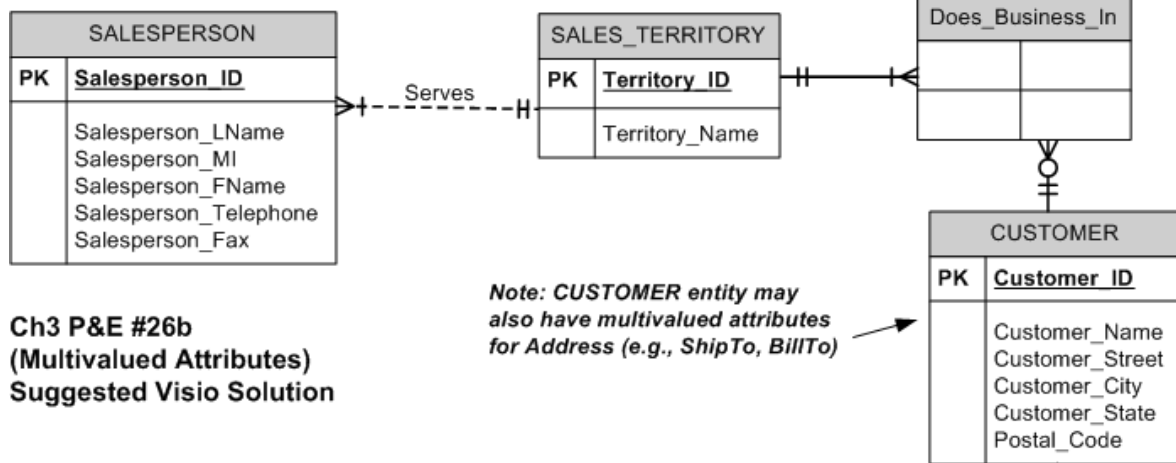 SALESPERSON
PK Salesperson_ID
Salesperson_LName
Salesperson_MI
Salesperson_FName
Salesperson_Telephone
Salesperson_Fax
Serves
SALES_TERRITORY
PK Territory_ID
Territory_Name
Does_Business_In
CUSTOMER
PK Customer_ID
Customer_Name
Customer_Street
Customer_City
Customer_State
Postal_Code
Note: CUSTOMER entity may
also have multivalued attributes
for Address (e.g., ShipTo, BillTo)
Ch3 P&E #26b
(Multivalued Attributes)
Suggested Visio Solution